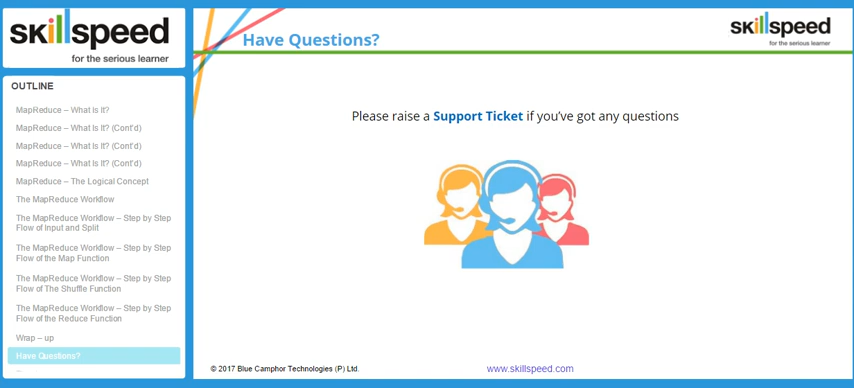 skillspeed
for the serious learner
OUTLINE
MapReduce – What Is It?
MapReduce – What Is It? (Cont'd)
MapReduce – What Is It? (Cont'd)
MapReduce – What Is It? (Cont'd)
MapReduce – The Logical Concept
The MapReduce Workflow
The MapReduce Workflow – Step by Step
Flow of Input and Split
The MapReduce Workflow – Step by Step
Flow of the Map Function
The MapReduce Workflow – Step by Step
Flow of The Shuffle Function
The MapReduce Workflow – Step by Step
Flow of the Reduce Function
Wrap – up
Have Questions?
Have Questions?
skillspeed
for the serious learner
Please raise a Support Ticket if you've got any questions
© 2017 Blue Camphor Technologies (P) Ltd.
www.skillspeed.com